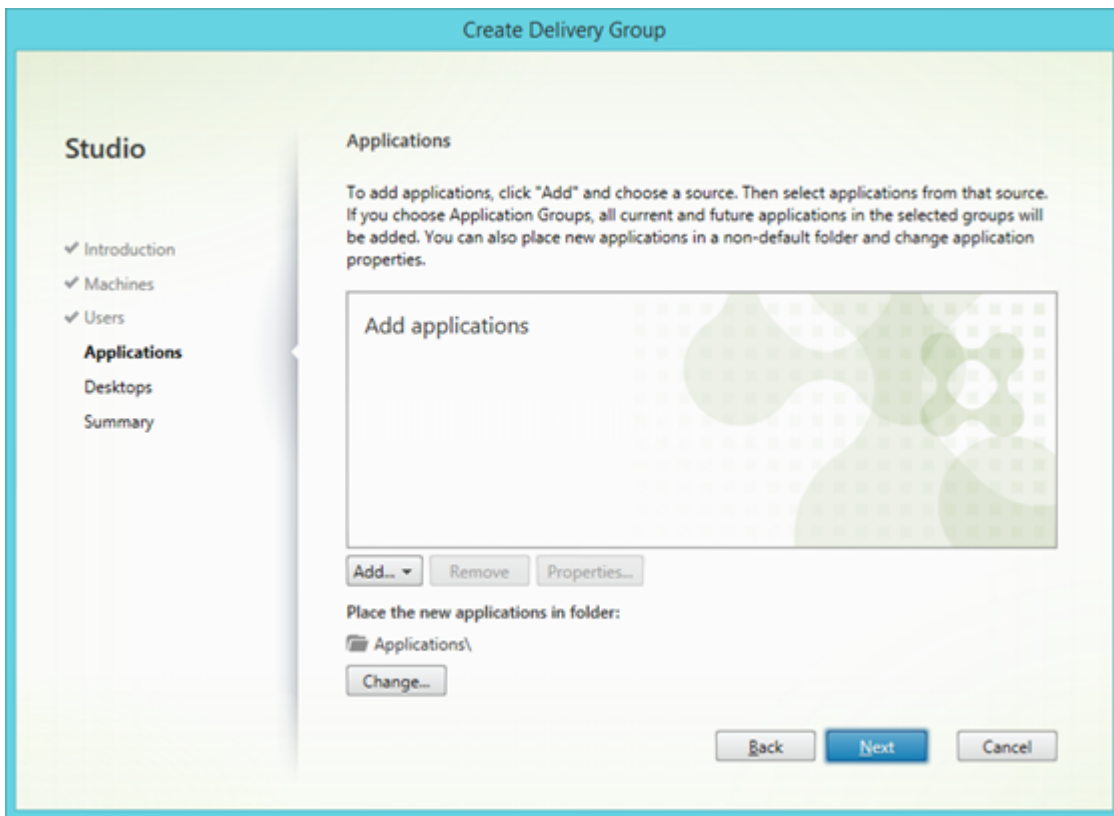 Create Delivery Group
Studio
Introduction
Machines
Users
Applications
Desktops
Summary
Applications
To add applications, click "Add" and choose a source. Then select applications from that source.
If you choose Application Groups, all current and future applications in the selected groups will
be added. You can also place new applications in a non-default folder and change application
properties.
Add applications
Add... Remove Properties...
Place the new applications in folder:
Applications\
Change...
Back Next Cancel